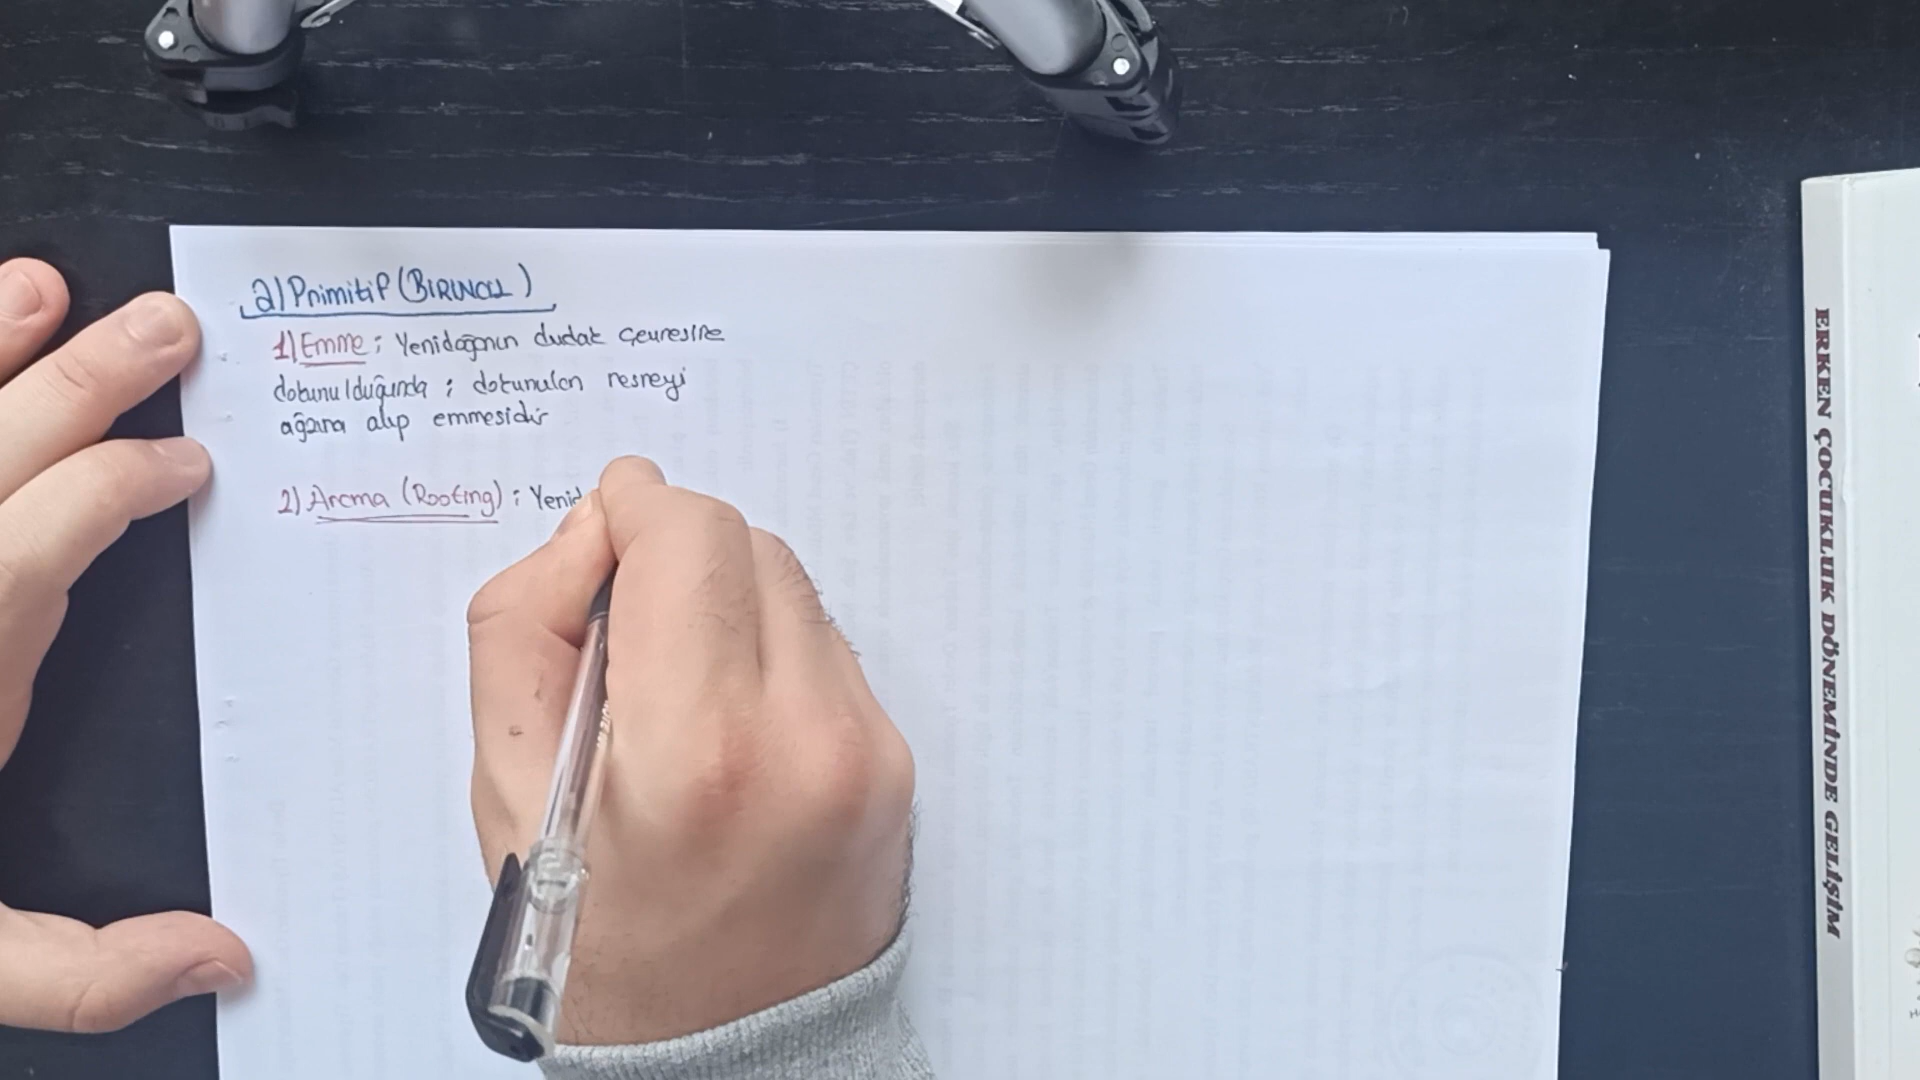 a) Primitif (BIRINCIL)
1) Emme ; Yenidoğanın dudak çevresine
dokunulduğunda ; dokunulan nesneyi
ağzına alıp emmesidir
2) Arama (Rooting) ; Yenid
ERKEN ÇOCUKLUK DÖNEMİNDE GELİŞİM